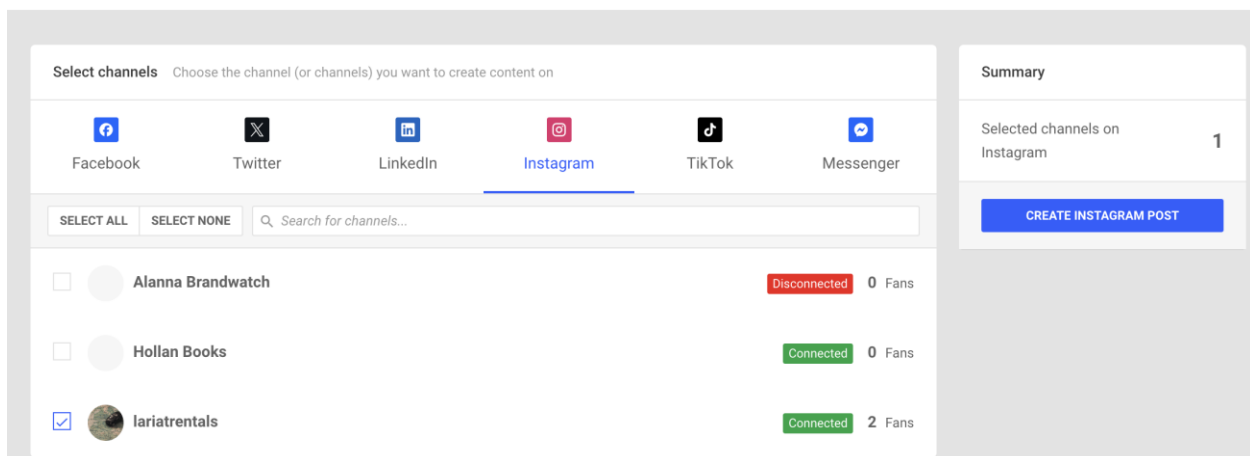 Select channels Choose the channel (or channels) you want to create content on
Facebook Twitter LinkedIn Instagram TikTok Messenger
SELECT ALL SELECT NONE Search for channels...
Alanna Brandwatch Disconnected 0 Fans
Hollan Books Connected 0 Fans
lariatrentals Connected 2 Fans
Summary
Selected channels on
Instagram
1
CREATE INSTAGRAM POST